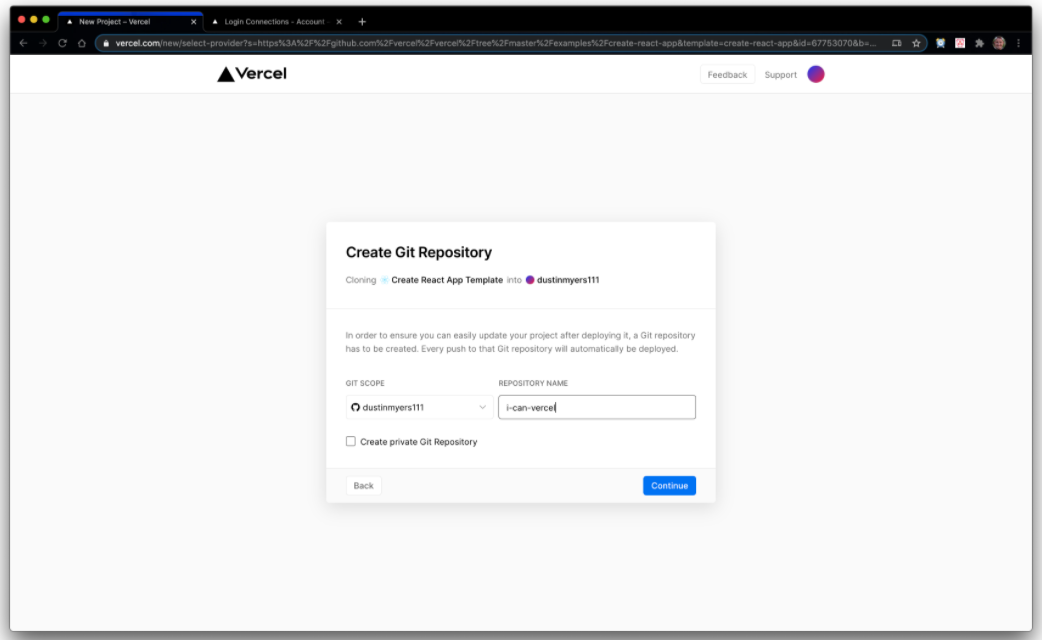 New Project – Vercel
Login Connections - Account -
vercel.com/new/select-provider?s=https%3A%2F%2Fgithub.com%2Fvercel%2Fvercel%2Ftree%2Fmaster%2Fexamples%2Fcreate-react-app&template=create-react-app&id=67753070&b=...
Vercel
Feedback Support
Create Git Repository
Cloning Create React App Template into dustinmyers111
In order to ensure you can easily update your project after deploying it, a Git repository
has to be created. Every push to that Git repository will automatically be deployed.
GIT SCOPE REPOSITORY NAME
dustinmyers111 i-can-vercel
Create private Git Repository
Back Continue